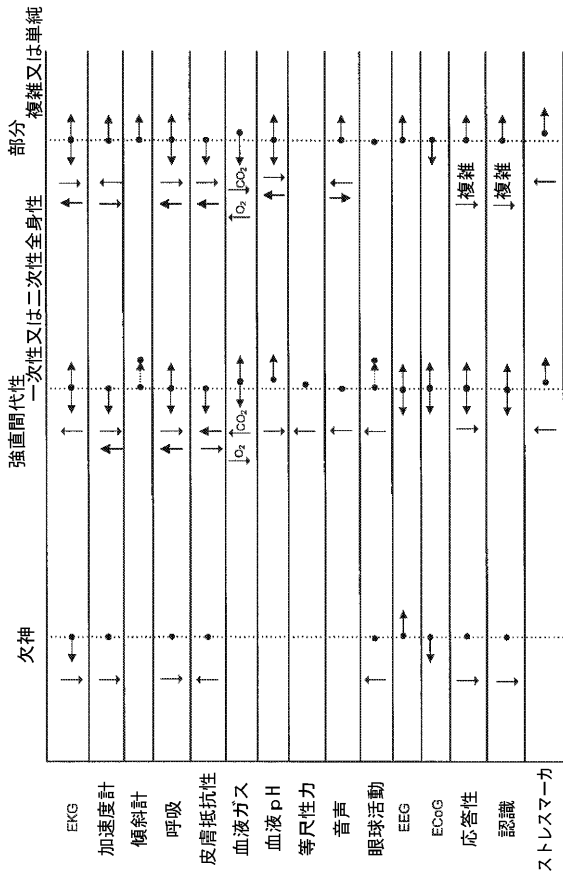 欠神
強直間代性
一次性又は二次性全身性
部分
複雑又は単純
EKG
加速度計
傾斜計
呼吸
皮膚抵抗性
血液ガス
O₂
CO₂
O₂
CO₂
血液pH
等尺性力
音声
眼球活動
EEG
ECoG
応答性
複雑
認識
複雑
ストレスマーカ